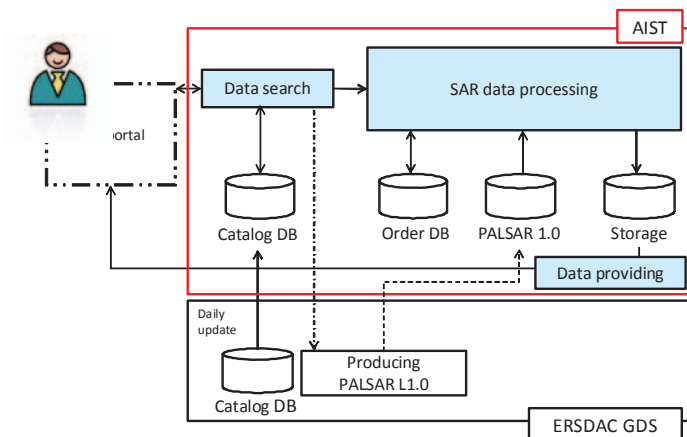 AIST
Data search
SAR data processing
ortal
Catalog DB
Order DB
PALSAR 1.0
Storage
Data providing
Daily
update
Producing
PALSAR L1.0
Catalog DB
ERSDAC GDS